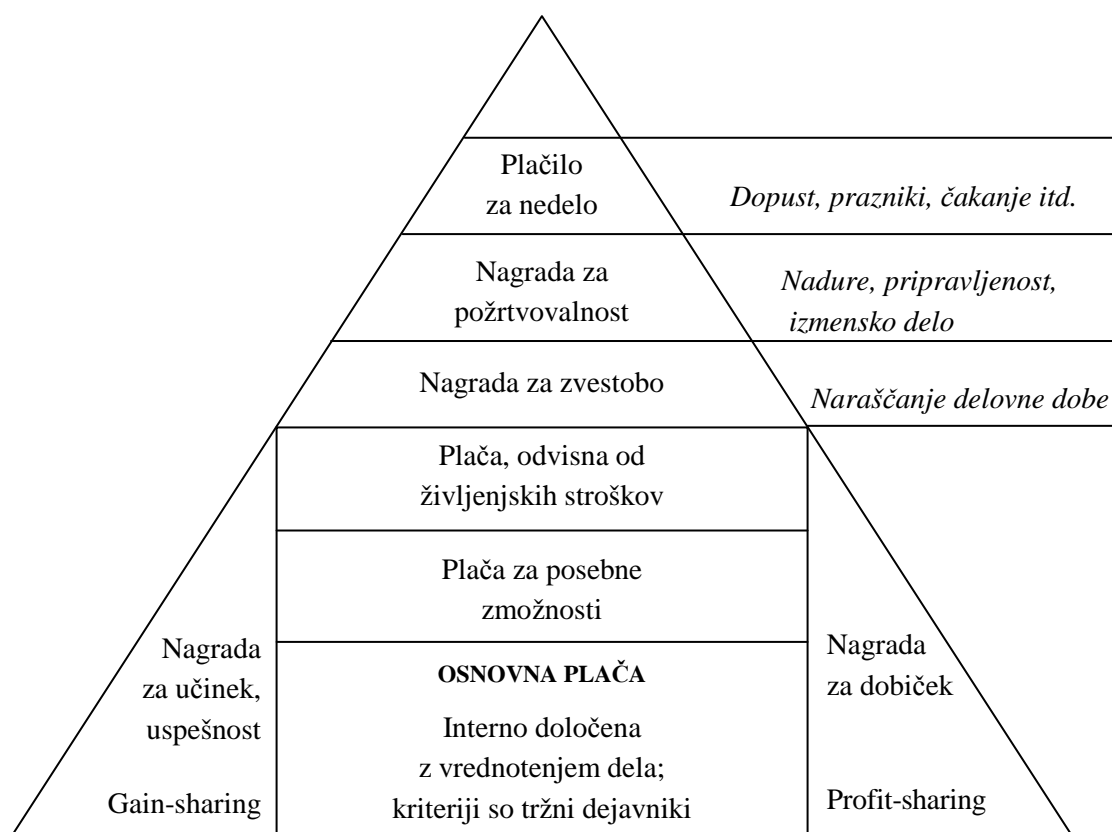 Plačilo
za nedelo
Dopust, prazniki, čakanje itd.
Nagrada za
požrtvovalnost
Nadure, pripravljenost,
izmensko delo
Nagrada za zvestobo
Naraščanje delovne dobe
Plača, odvisna od
življenjskih stroškov
Plača za posebne
zmožnosti
Nagrada
za učinek,
uspešnost
Gain-sharing
OSNOVNA PLAČA
Interno določena
z vrednotenjem dela;
kriteriji so tržni dejavniki
Nagrada
za dobiček
Profit-sharing